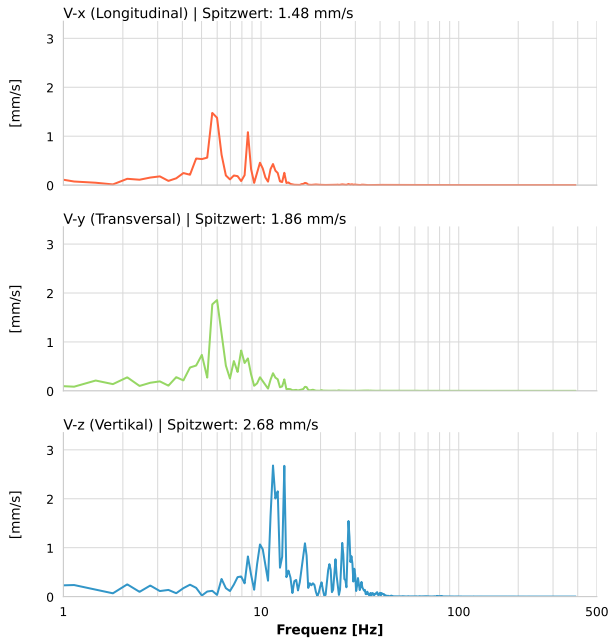 V-x (Longitudinal) | Spitzwert: 1.48 mm/s
3
2
[mm/s]
1
0
V-y (Transversal) | Spitzwert: 1.86 mm/s
3
2
[mm/s]
1
0
V-z (Vertikal) | Spitzwert: 2.68 mm/s
3
2
[mm/s]
1
0
1 10 100 500
Frequenz [Hz]